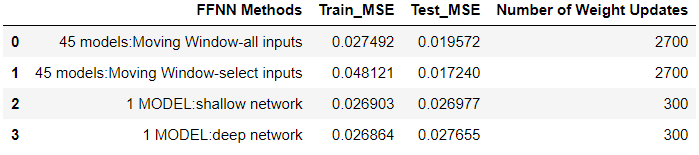 FFNN Methods Train_MSE Test_MSE Number of Weight Updates
0 45 models:Moving Window-all inputs 0.027492 0.019572 2700
1 45 models:Moving Window-select inputs 0.048121 0.017240 2700
2 1 MODEL:shallow network 0.026903 0.026977 300
3 1 MODEL:deep network 0.026864 0.027655 300